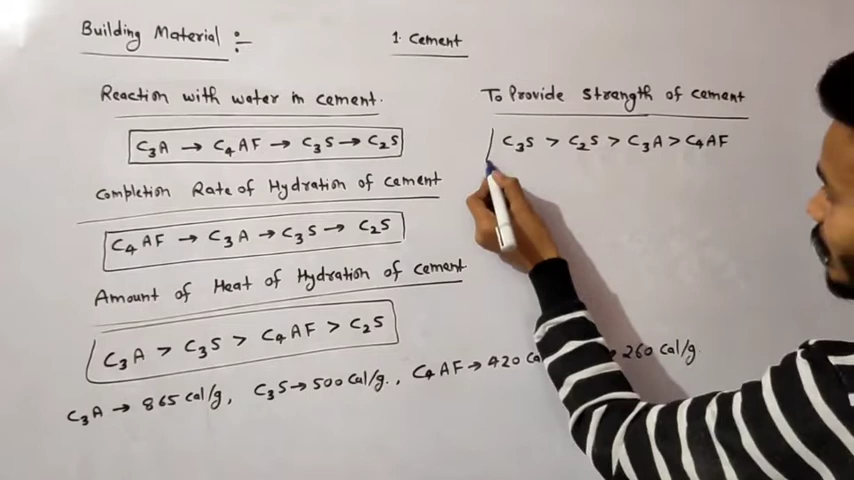 Building Material :-
1. Cement
Reaction with water in cement.
C3A → C4AF → C3S → C2S
Completion Rate of Hydration of cement
C4AF → C3A → C3S → C2S
Amount of Heat of Hydration of cement
C3A > C3S > C4AF > C2S
C3A → 865 cal/g, C3S → 500 cal/g., C4AF → 420 ca 260 cal/g.
To Provide Strength of cement
C3S > C2S > C3A > C4AF